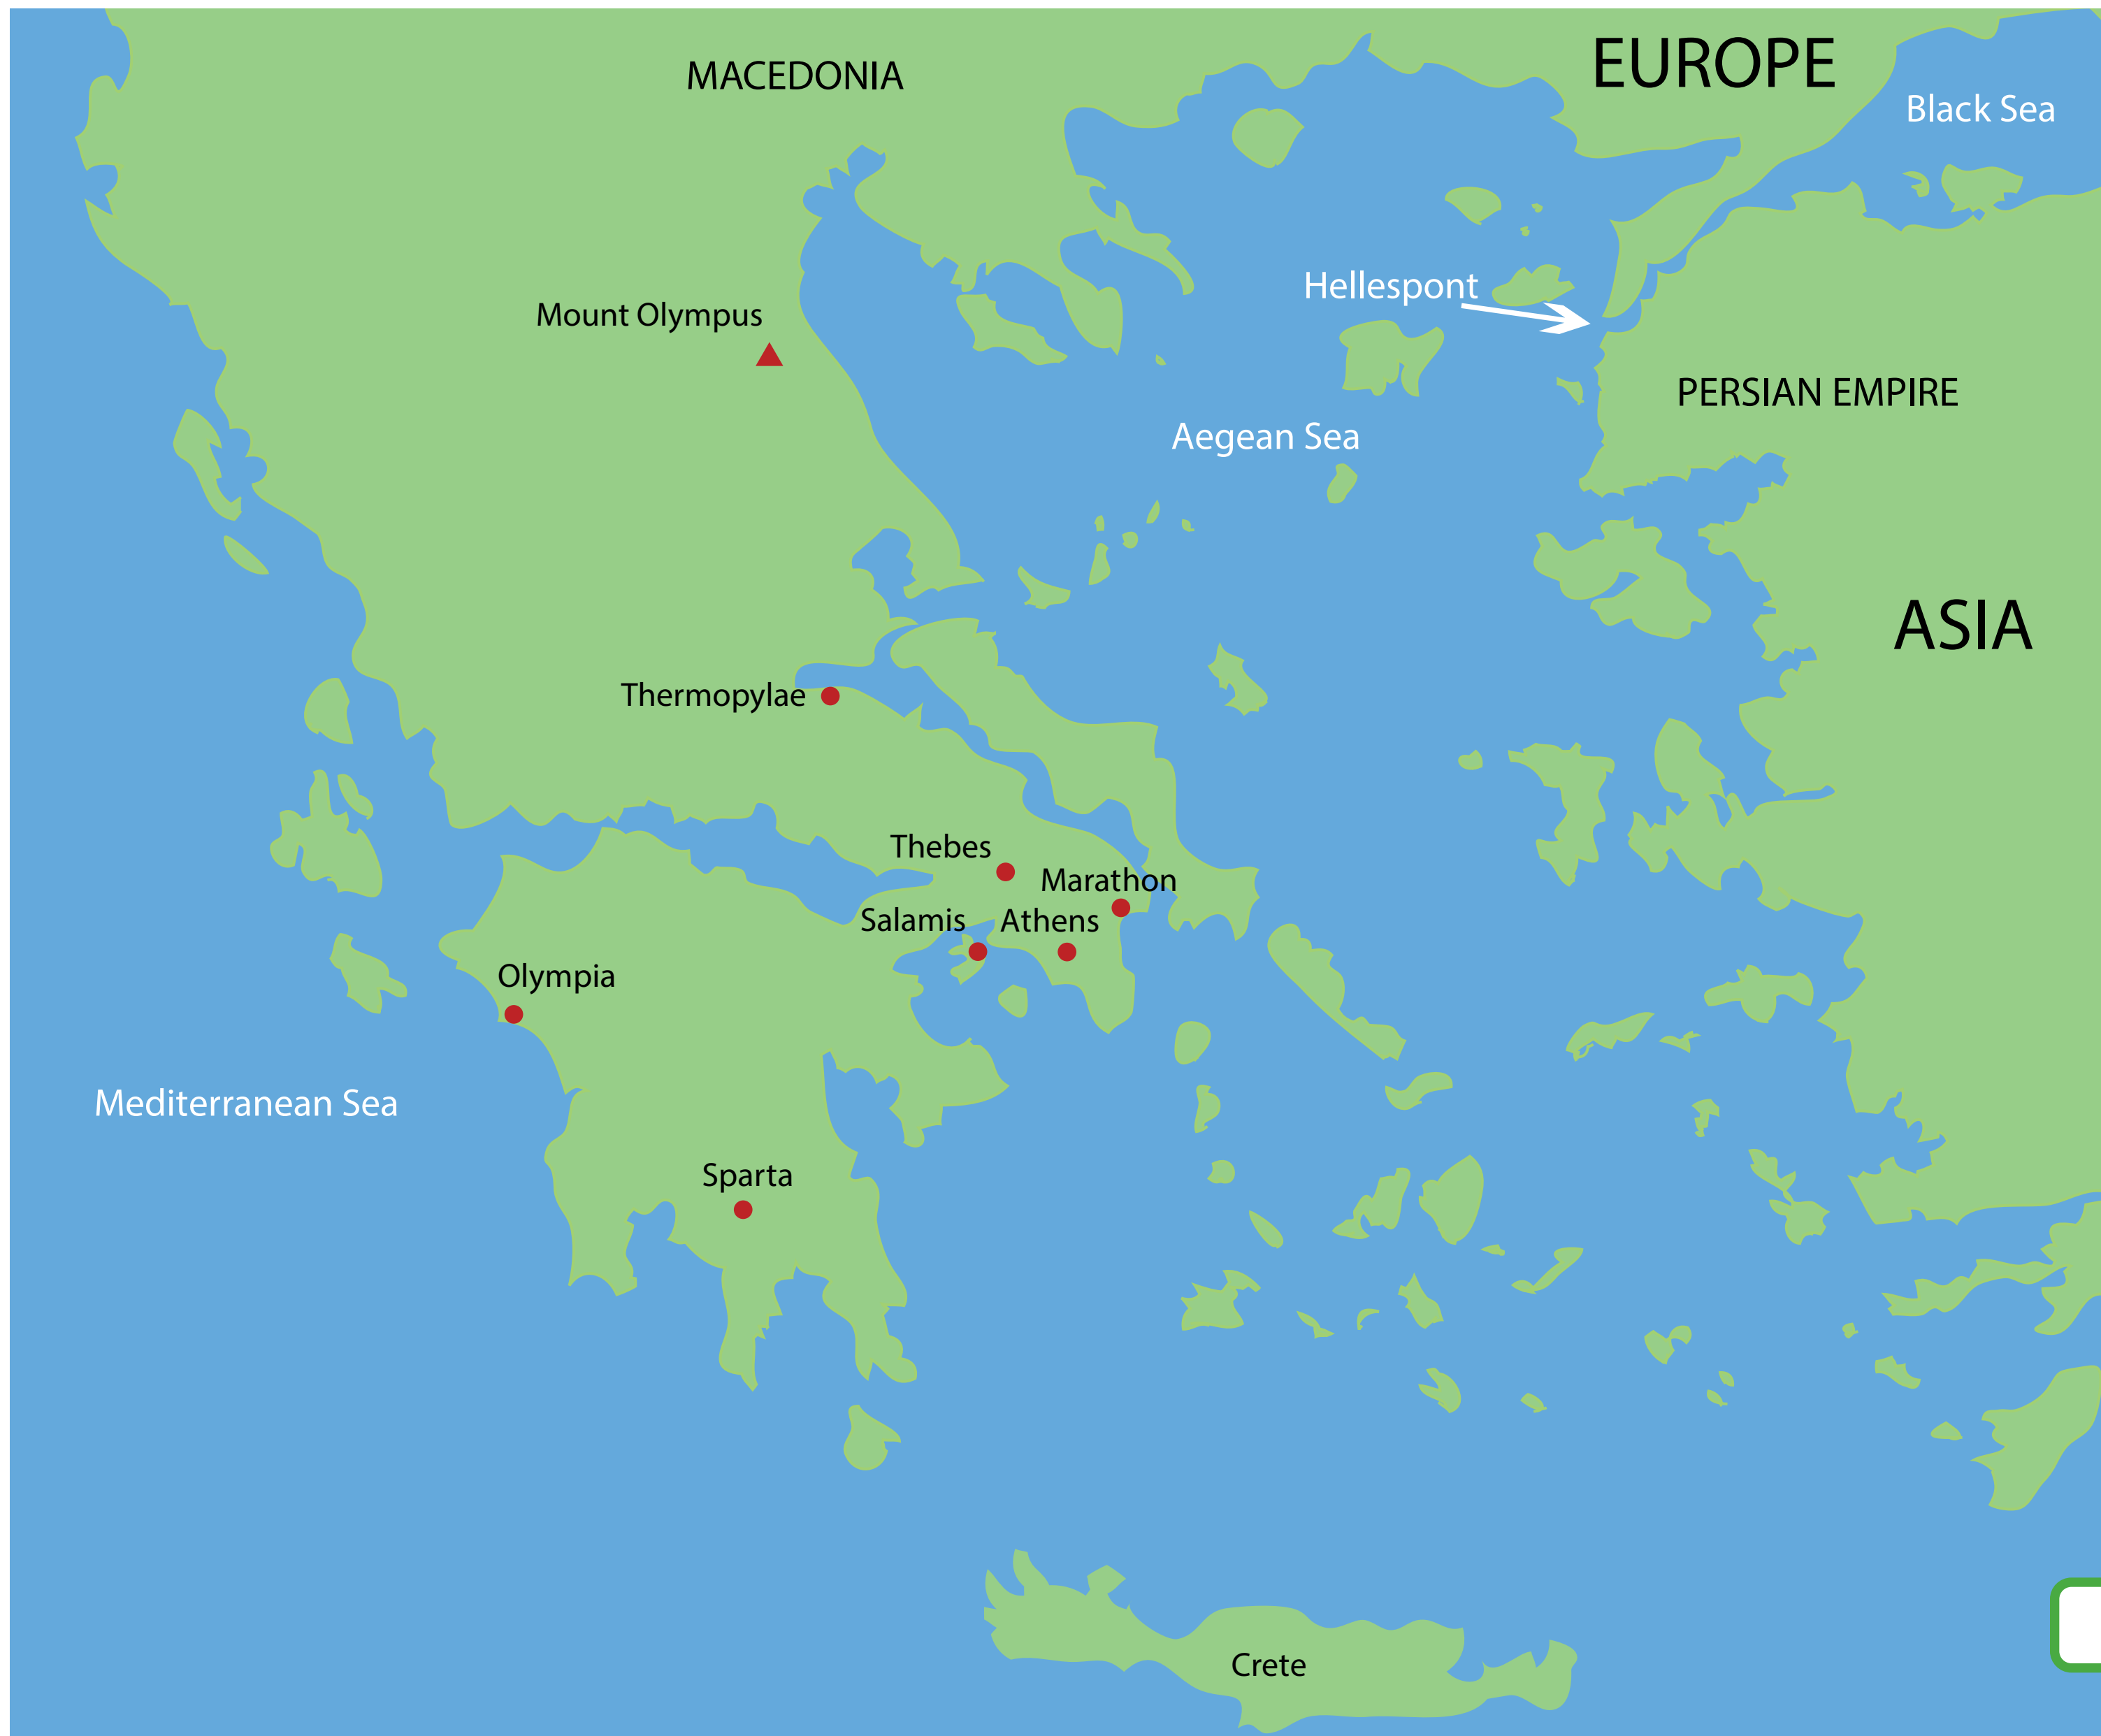 EUROPE
MACEDONIA
Black Sea
Hellespont
Mount Olympus
PERSIAN EMPIRE
Aegean Sea
ASIA
Thermopylae
Thebes
Marathon
Salamis
Athens
Olympia
Mediterranean Sea
Sparta
Crete